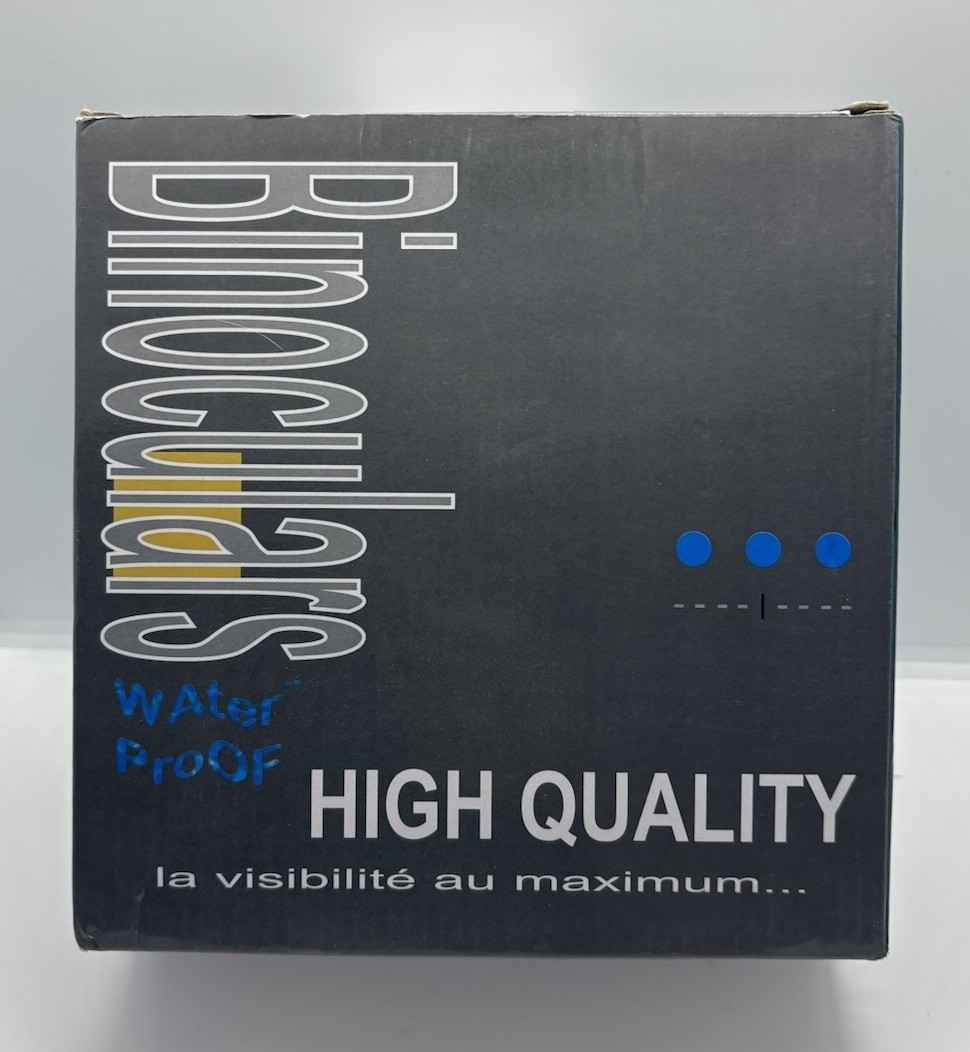 Binoculars
WAter
ProOF
HIGH QUALITY
la visibilité au maximum...